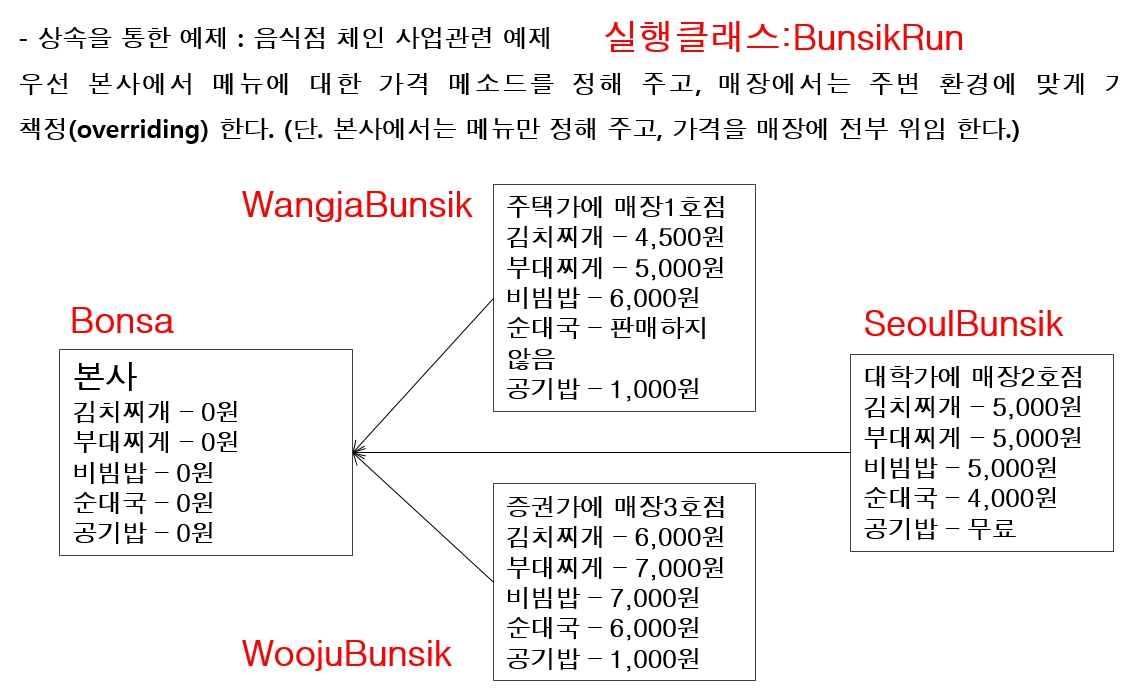 - 상속을 통한 예제 : 음식점 체인 사업관련 예제 실행클래스:BunsikRun
우선 본사에서 메뉴에 대한 가격 메소드를 정해 주고, 매장에서는 주변 환경에 맞게
책정(overriding) 한다. (단. 본사에서는 메뉴만 정해 주고, 가격을 매장에 전부 위임 한다.)
WangjaBunsik
주택가에 매장1호점
김치찌개 – 4,500원
부대찌게 – 5,000원
비빔밥 – 6,000원
순대국 – 판매하지
않음
공기밥 – 1,000원
Bonsa
본사
김치찌개 – 0원
부대찌게 – 0원
비빔밥 – 0원
순대국 – 0원
공기밥 – 0원
SeoulBunsik
대학가에 매장2호점
김치찌개 – 5,000원
부대찌게 – 5,000원
비빔밥 – 5,000원
순대국 – 4,000원
공기밥 – 무료
증권가에 매장3호점
김치찌개 – 6,000원
부대찌게 – 7,000원
비빔밥 – 7,000원
순대국 – 6,000원
공기밥 – 1,000원
WoojuBunsik